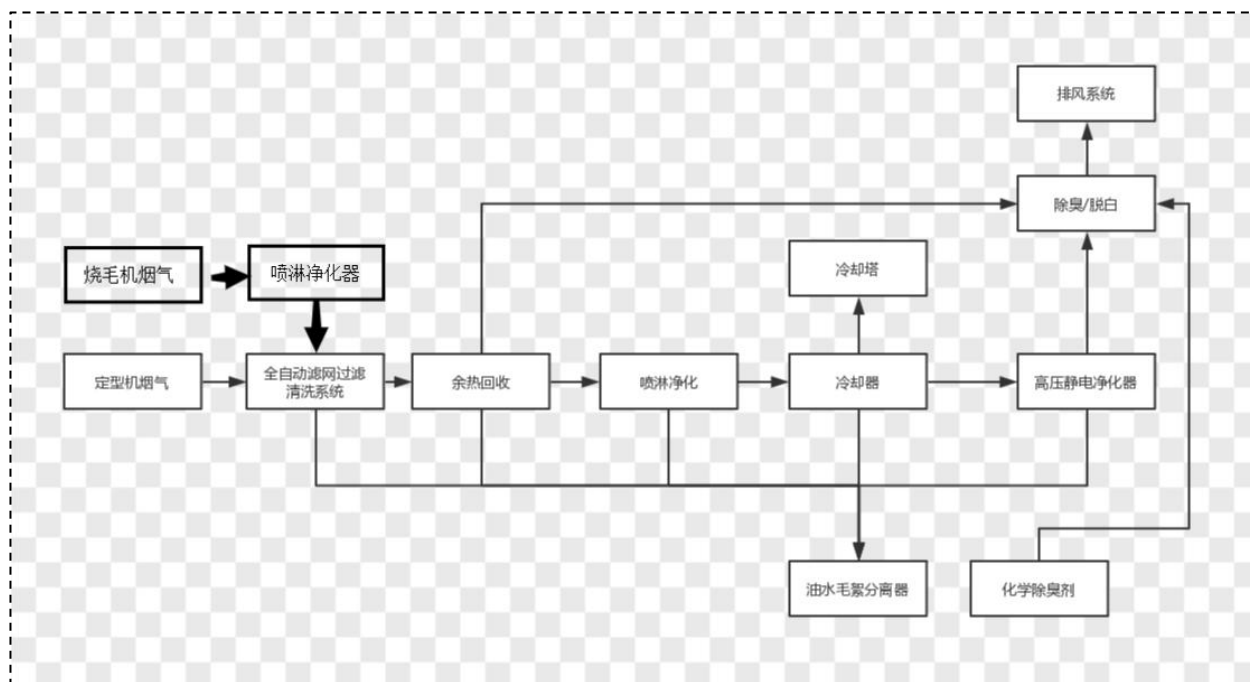 排风系统
除臭/脱白
烧毛机烟气
喷淋净化器
冷却塔
定型机烟气
全自动滤网过滤
清洗系统
余热回收
喷淋净化
冷却器
高压静电净化器
油水毛絮分离器
化学除臭剂